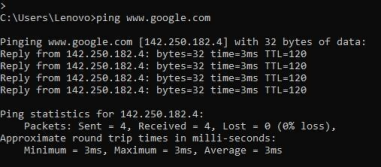 >
C:\Users\Lenovo>ping www.google.com
Pinging www.google.com [142.250.182.4] with 32 bytes of data:
Reply from 142.250.182.4: bytes=32 time=3ms TTL=120
Reply from 142.250.182.4: bytes=32 time=3ms TTL=120
Reply from 142.250.182.4: bytes=32 time=3ms TTL=120
Reply from 142.250.182.4: bytes=32 time=3ms TTL=120
Ping statistics for 142.250.182.4:
Packets: Sent = 4, Received = 4, Lost = 0 (0% loss),
Approximate round trip times in milli-seconds:
Minimum = 3ms, Maximum = 3ms, Average = 3ms